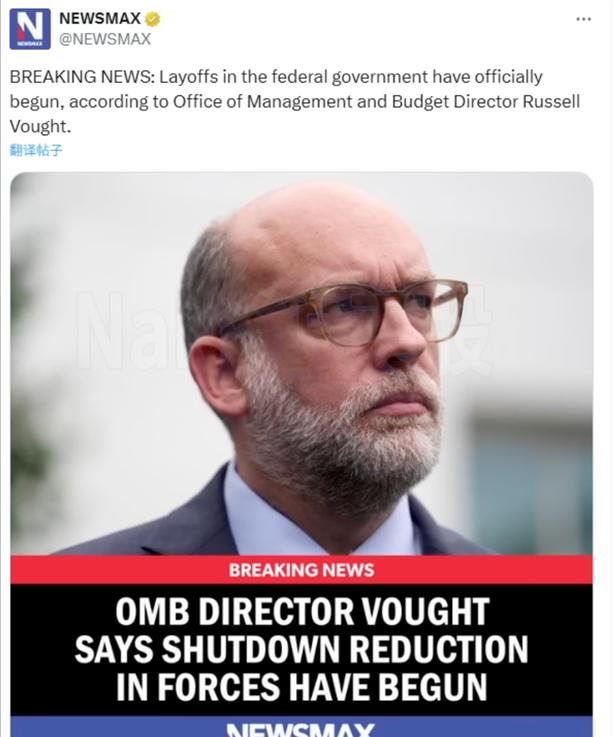 NEWSMAX
@NEWSMAX
BREAKING NEWS: Layoffs in the federal government have officially
begun, according to Office of Management and Budget Director Russell
Vought.
翻译帖子
BREAKING NEWS
OMB DIRECTOR VOUGHT
SAYS SHUTDOWN REDUCTION
IN FORCES HAVE BEGUN
NEWSMAX